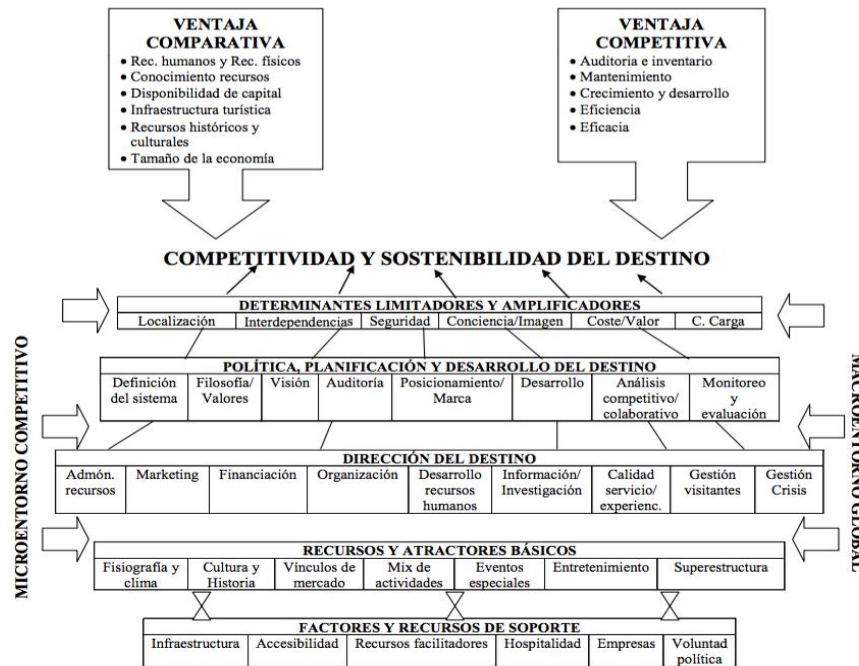 VENTAJA
COMPARATIVA
• Rec. humanos y Rec. físicos
• Conocimiento recursos
• Disponibilidad de capital
• Infraestructura turística
• Recursos históricos y
culturales
• Tamaño de la economía
VENTAJA
COMPETITIVA
• Auditoria e inventario
• Mantenimiento
• Crecimiento y desarrollo
• Eficiencia
• Eficacia
COMPETITIVIDAD Y SOSTENIBILIDAD DEL DESTINO
DETERMINANTES LIMITADORES Y AMPLIFICADORES
Localización Interdependencias Seguridad Conciencia/Imagen Coste/Valor C. Carga
POLÍTICA, PLANIFICACIÓN Y DESARROLLO DEL DESTINO
Definición del sistema
Filosofía/ Valores
Visión
Auditoría
Posicionamiento/ Marca
Desarrollo
Análisis competitivo/ colaborativo
Monitoreo y evaluación
DIRECCIÓN DEL DESTINO
Admón. recursos
Marketing
Financiación
Organización
Desarrollo recursos humanos
Información/ Investigación
Calidad servicio/ experienc.
Gestión visitantes
Gestión Crisis
RECURSOS Y ATRACTORES BÁSICOS
Fisiografía y clima
Cultura y Historia
Vínculos de mercado
Mix de actividades
Eventos especiales
Entretenimiento
Superestructura
FACTORES Y RECURSOS DE SOPORTE
Infraestructura
Accesibilidad
Recursos facilitadores
Hospitalidad
Empresas
Voluntad política
MICROENTORNO COMPETITIVO
MACROENTORNO GLOBAL